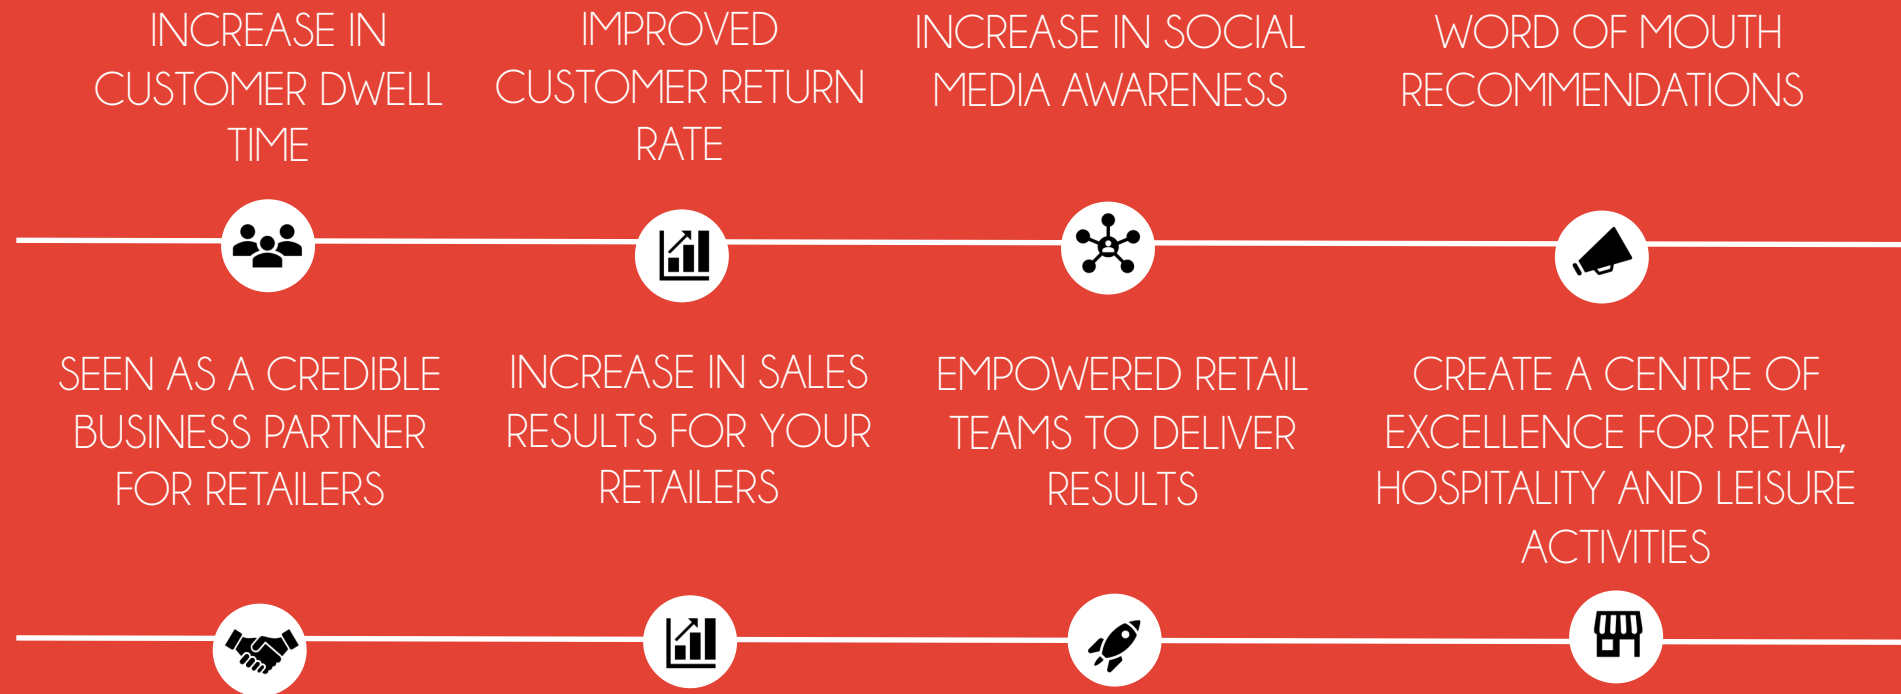 INCREASE IN
CUSTOMER DWELL
TIME
IMPROVED
CUSTOMER RETURN
RATE
INCREASE IN SOCIAL
MEDIA AWARENESS
WORD OF MOUTH
RECOMMENDATIONS
SEEN AS A CREDIBLE
BUSINESS PARTNER
FOR RETAILERS
INCREASE IN SALES
RESULTS FOR YOUR
RETAILERS
EMPOWERED RETAIL
TEAMS TO DELIVER
RESULTS
CREATE A CENTRE OF
EXCELLENCE FOR RETAIL,
HOSPITALITY AND LEISURE
ACTIVITIES